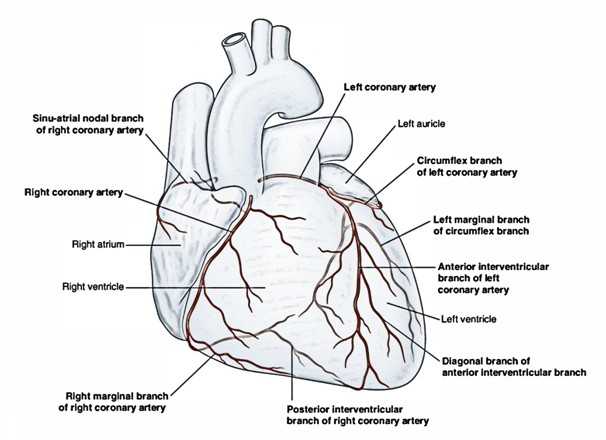 Left coronary artery
Sinu-atrial nodal branch
of right coronary artery
Left auricle
Circumflex branch
of left coronary artery
Right coronary artery
Left marginal branch
of circumflex branch
Right atrium
Anterior interventricular
branch of left
coronary artery
Right ventricle
Left ventricle
Diagonal branch of
anterior interventricular branch
Right marginal branch
of right coronary artery
Posterior interventricular
branch of right coronary artery